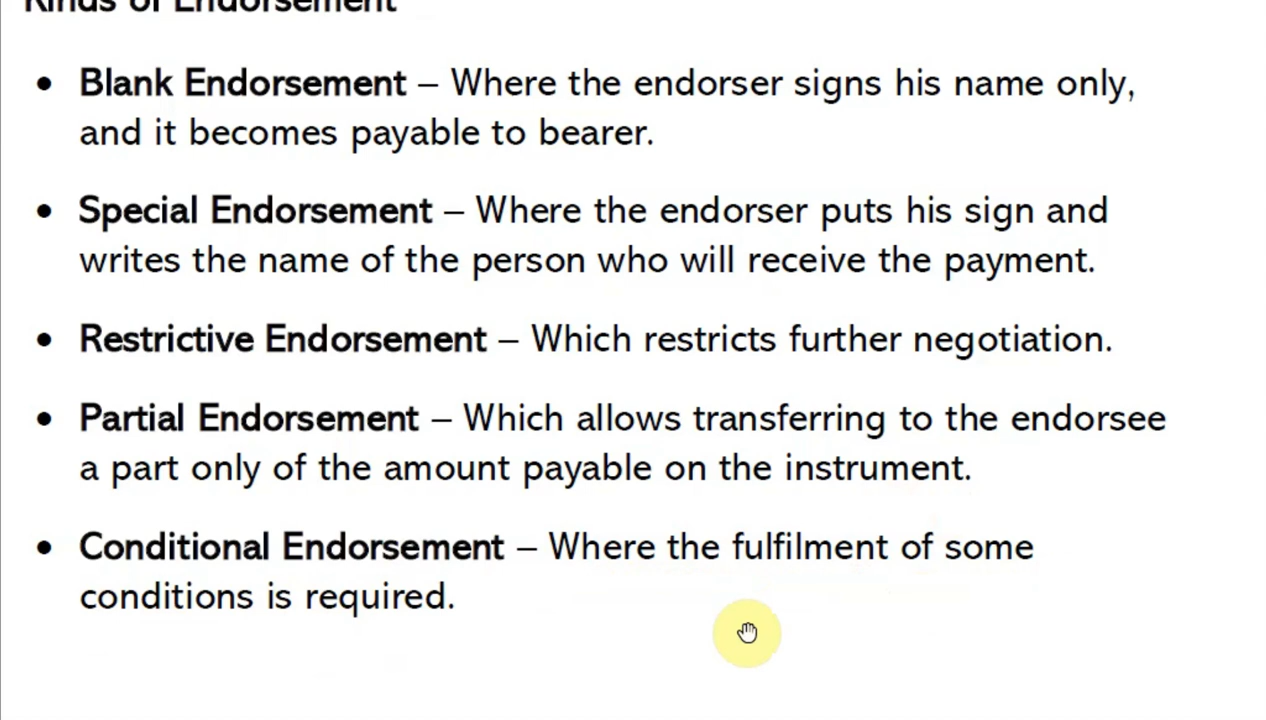 Kinds of Endorsement
• Blank Endorsement – Where the endorser signs his name only,
and it becomes payable to bearer.
• Special Endorsement – Where the endorser puts his sign and
writes the name of the person who will receive the payment.
• Restrictive Endorsement – Which restricts further negotiation.
• Partial Endorsement – Which allows transferring to the endorsee
a part only of the amount payable on the instrument.
• Conditional Endorsement – Where the fulfilment of some
conditions is required.